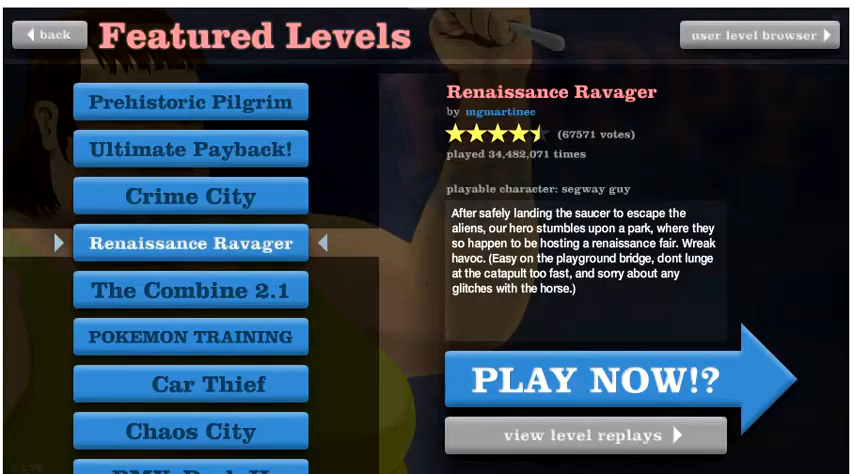 back
Featured Levels
user level browser
Prehistoric Pilgrim
Ultimate Payback!
Crime City
Renaissance Ravager
The Combine 2.1
POKEMON TRAINING
Car Thief
Chaos City
Renaissance Ravager
by mgmartinec
(67571 votes)
played 34,482,071 times
playable character: segway guy
After safely landing the saucer to escape the
aliens, our hero stumbles upon a park, where they
so happen to be hosting a renaissance fair. Wreak
havoc. (Easy on the playground bridge, dont lunge
at the catapult too fast, and sorry about any
glitches with the horse.)
PLAY NOW!?
view level replays